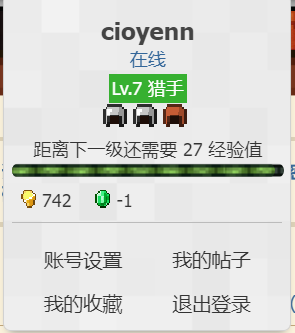 cioyenn
在线
Lv.7 猎手
距离下一级还需要 27 经验值
742 -1
账号设置 我的帖子
我的收藏 退出登录